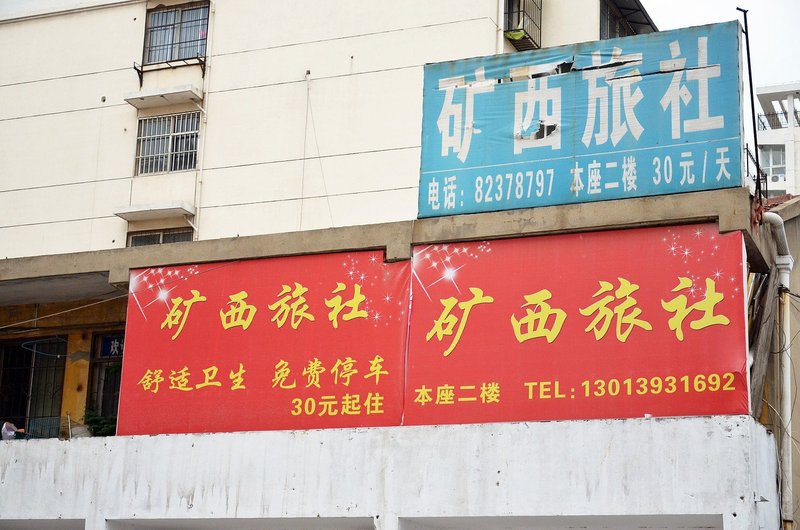 矿西旅社
电话：82378797 本座二楼 30元/天
矿西旅社
舒适卫生 免费停车
30元起住
矿西旅社
本座二楼 TEL:13013931692
欢